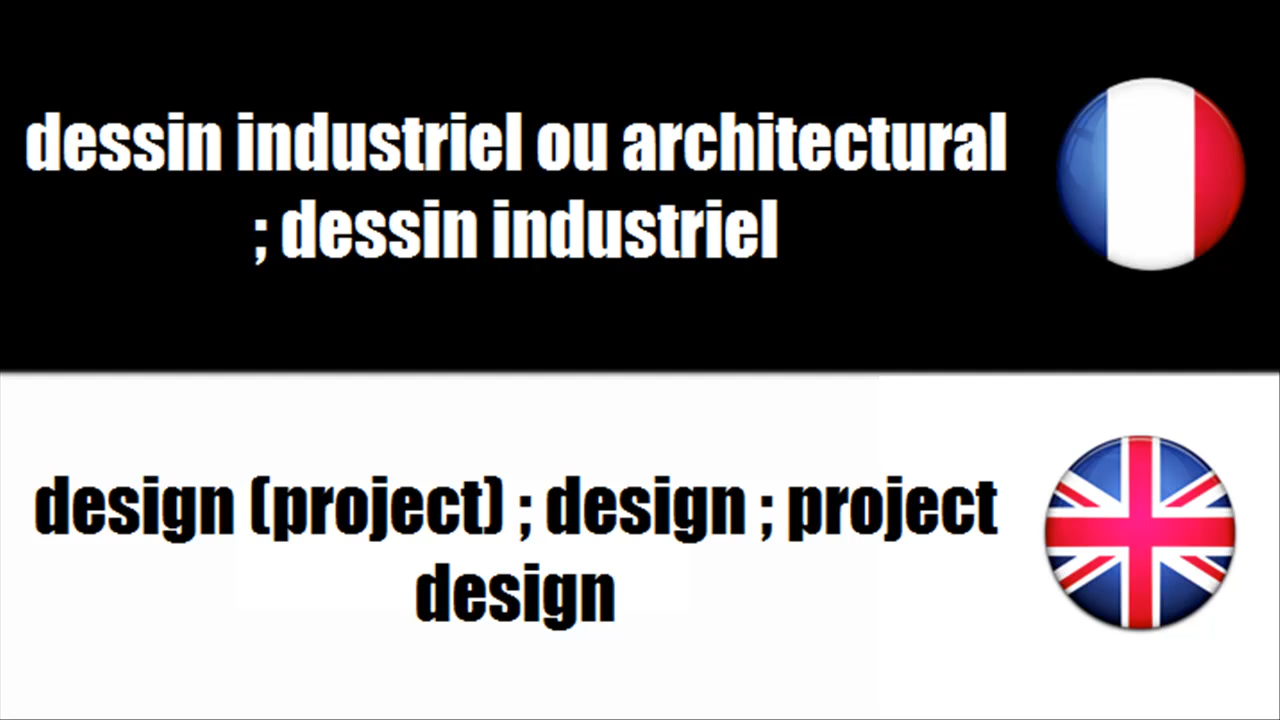 dessin industriel ou architectural
; dessin industriel
design (project) ; design ; project
design